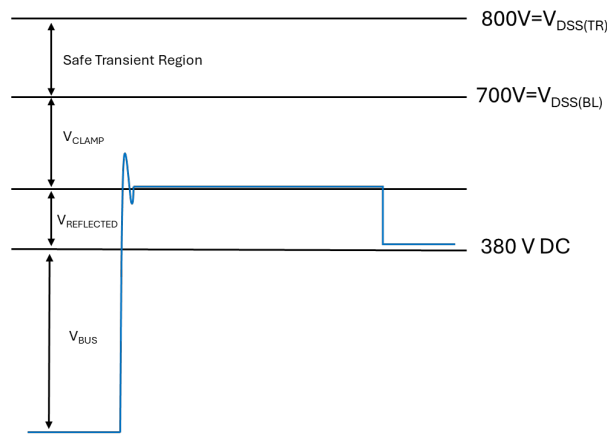 800V=VDSS(TR)
Safe Transient Region
700V=VDSS(BL)
VCLAMP
VREFLECTED
380 V DC
VBUS